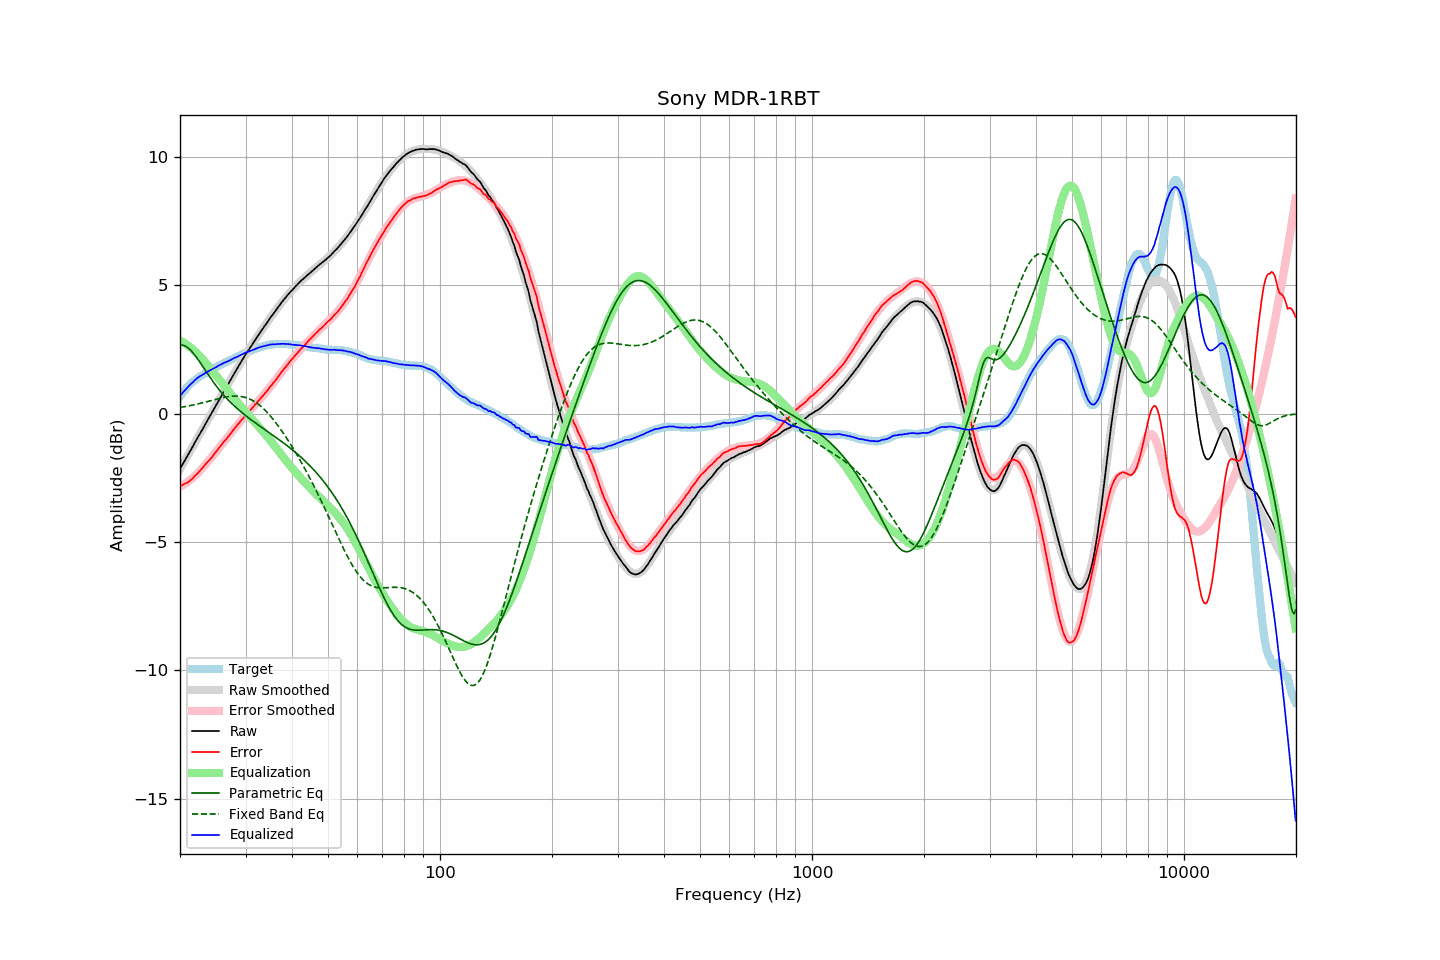 Sony MDR-1RBT
10
5
0
−5
−10
−15
Amplitude (dBr)
Target
Raw Smoothed
Error Smoothed
Raw
Error
Equalization
Parametric Eq
Fixed Band Eq
Equalized
100
1000
10000
Frequency (Hz)